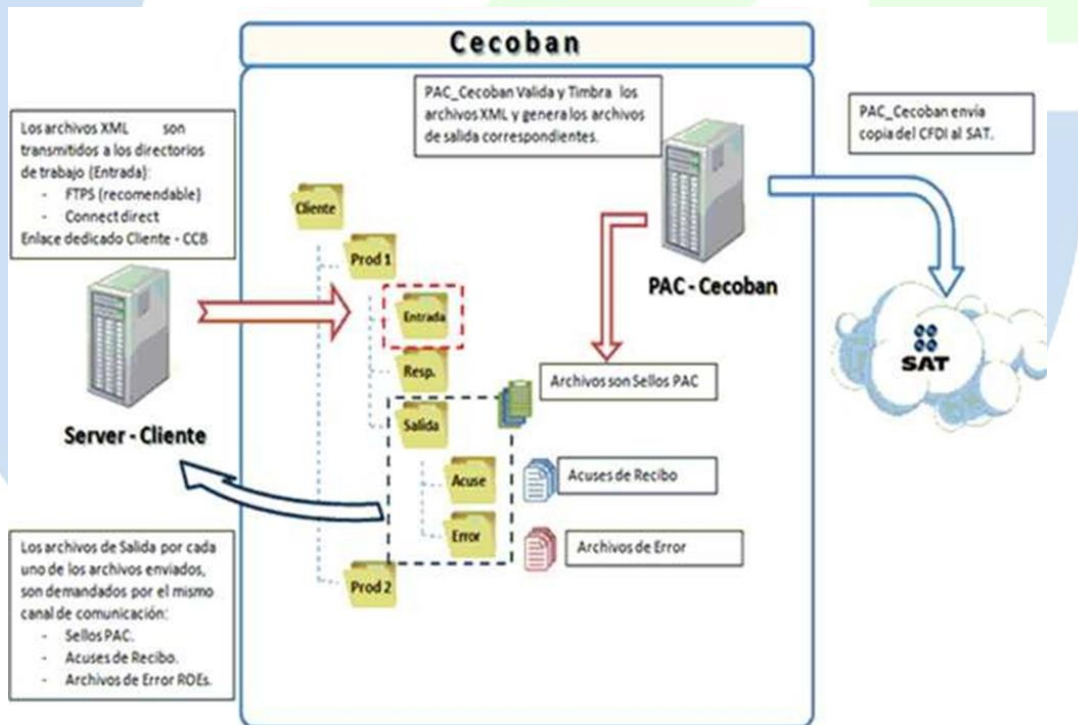 Cecoban
PAC_Cecoban Valida y Timbra los
archivos XML y genera los archivos
de salida correspondientes.
PAC_Cecoban envía
copia del CFDI al SAT.
Los archivos XML son
transmitidos a los directorios
de trabajo (Entrada):
- FTPS (recomendable)
- Connect direct
Enlace dedicado Cliente - CCB
Cliente
Prod 1
Entrada
Resp.
Salida
Acuse
Error
Prod 2
PAC - Cecoban
SAT
Server - Cliente
Archivos son Sellos PAC
Acuses de Recibo
Archivos de Error
Los archivos de Salida por cada
uno de los archivos enviados,
son demandados por el mismo
canal de comunicación:
- Sellos PAC.
- Acuses de Recibo.
- Archivos de Error ROEs.